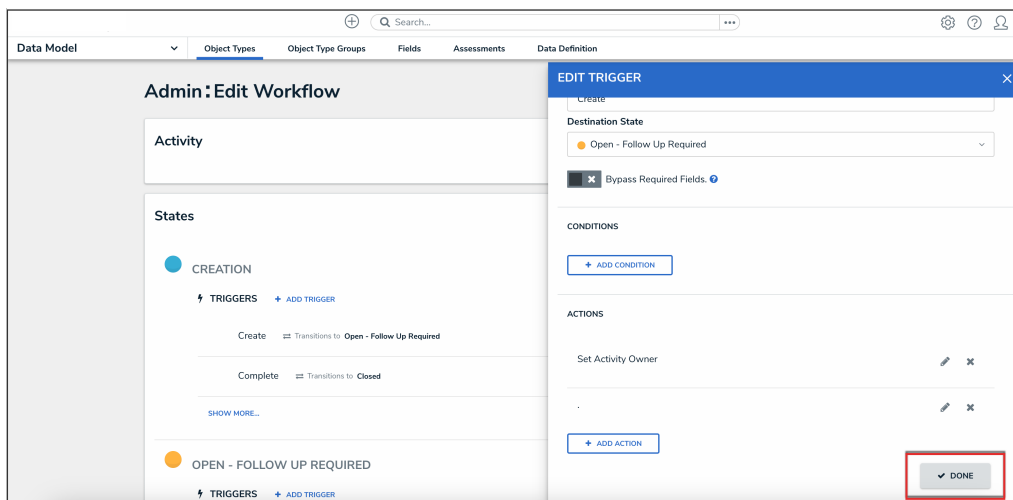 Search...
Data Model
Object Types
Object Type Groups
Fields
Assessments
Data Definition
Admin:Edit Workflow
Activity
States
CREATION
TRIGGERS
+ ADD TRIGGER
Create
Transitions to Open - Follow Up Required
Complete
Transitions to Closed
SHOW MORE...
OPEN - FOLLOW UP REQUIRED
TRIGGERS
+ ADD TRIGGER
EDIT TRIGGER
Create
Destination State
Open - Follow Up Required
Bypass Required Fields.
CONDITIONS
+ ADD CONDITION
ACTIONS
Set Activity Owner
.
+ ADD ACTION
DONE